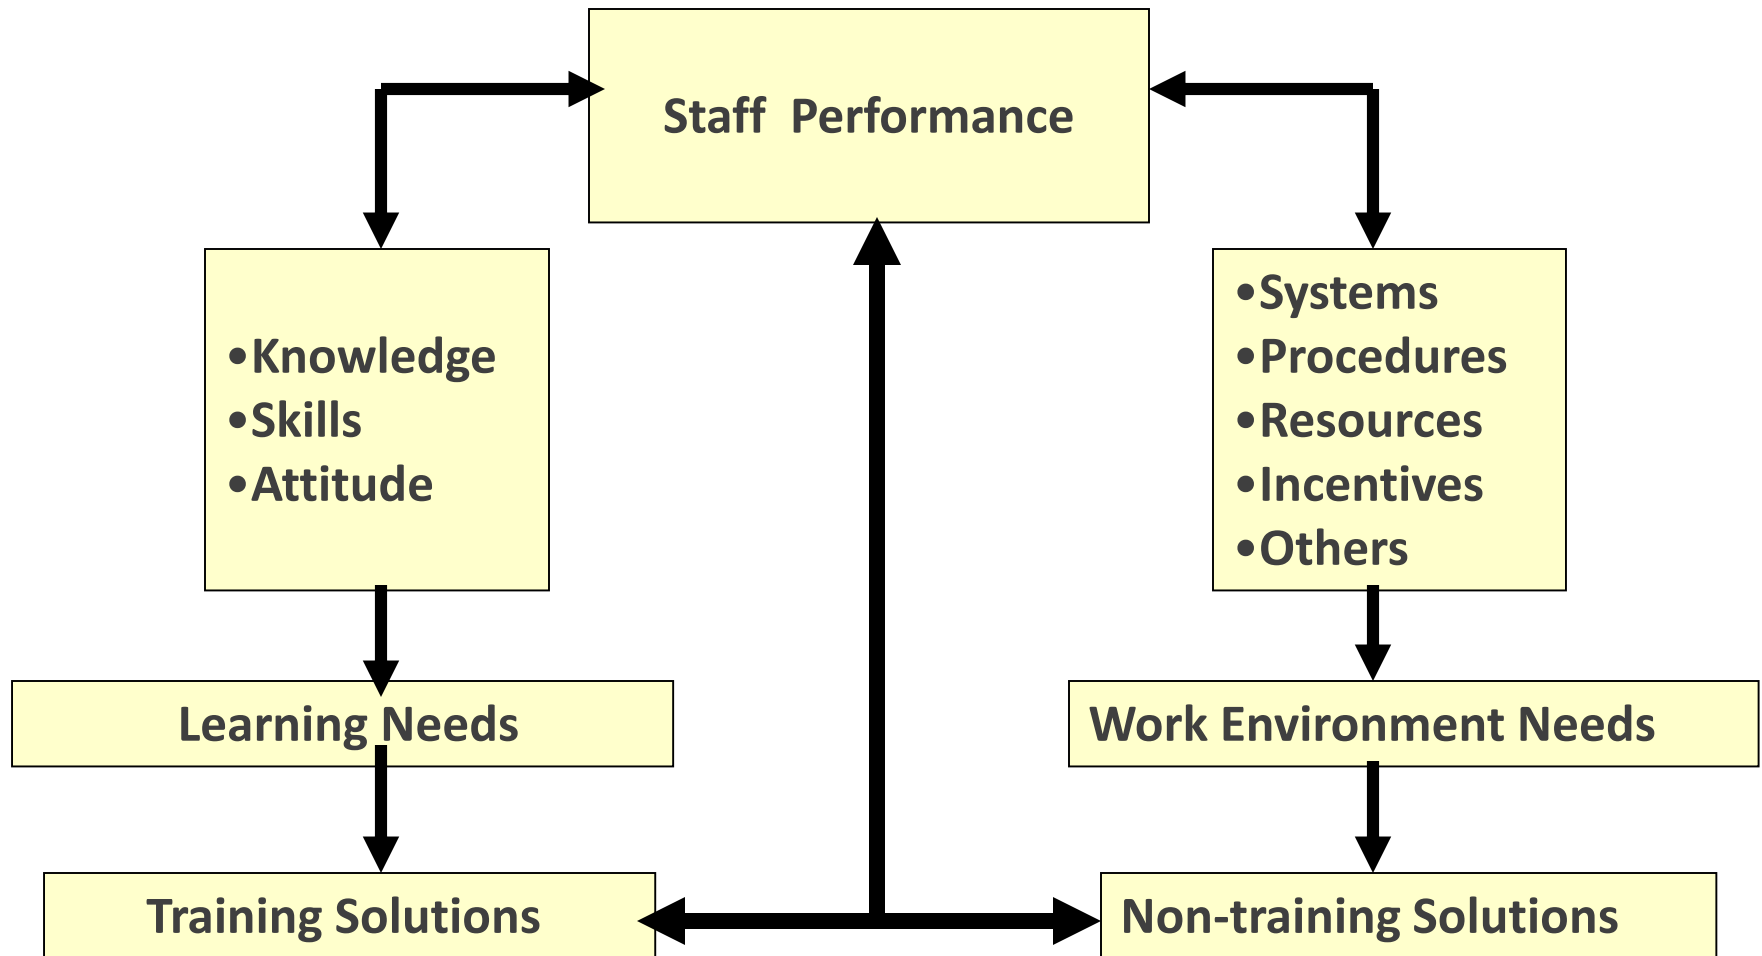 Staff  Performance
•Knowledge
•Skills
•Attitude
•Systems
•Procedures
•Resources
•Incentives
•Others
Learning Needs
Work Environment Needs
Training Solutions
Non-training Solutions